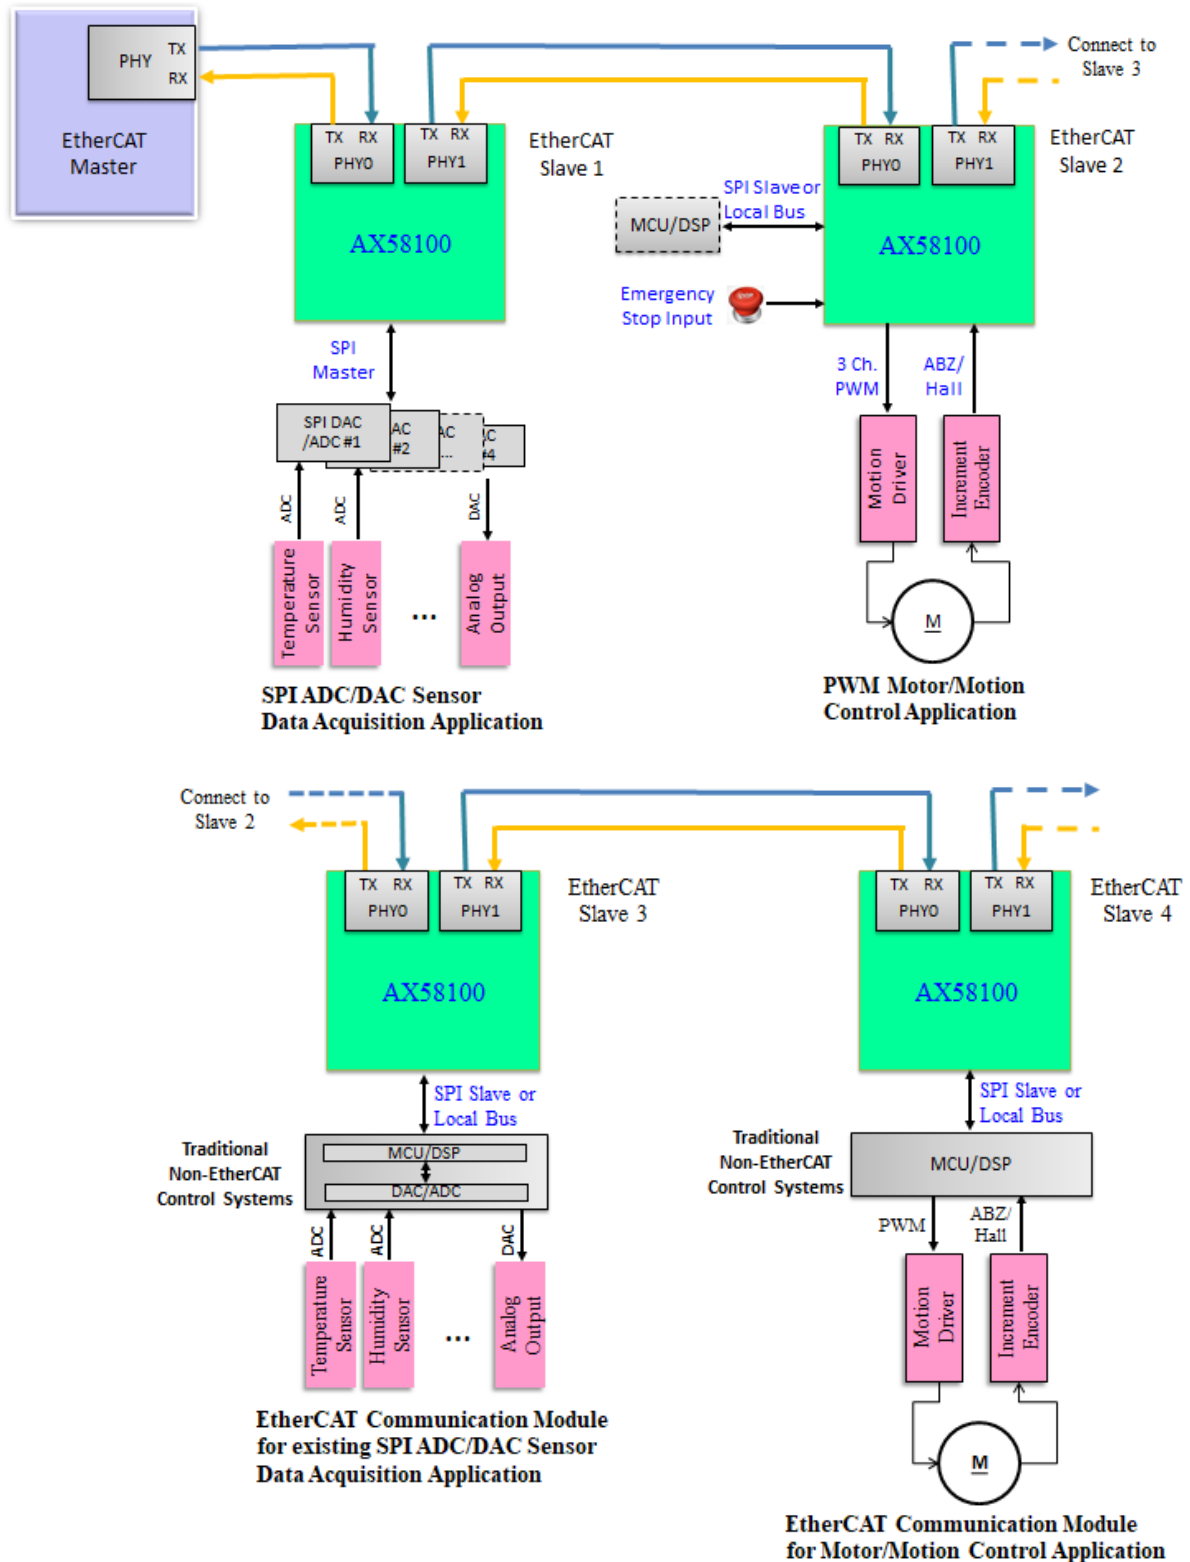 PHY
TX
RX
EtherCAT
Master
TX RX
PHY0
TX RX
PHY1
EtherCAT
Slave 1
AX58100
SPI
Master
SPI DAC
/ADC #1
AC
#2
AC
...
C
#4
ADC
ADC
DAC
Temperature
Sensor
Humidity
Sensor
...
Analog
Output
SPI ADC/DAC Sensor
Data Acquisition Application
Connect to
Slave 3
TX RX
PHY0
TX RX
PHY1
EtherCAT
Slave 2
SPI Slave or
Local Bus
MCU/DSP
AX58100
Emergency
Stop Input
3 Ch.
PWM
ABZ/
Hall
Motion
Driver
Increment
Encoder
M
PWM Motor/Motion
Control Application
Connect to
Slave 2
TX RX
PHY0
TX RX
PHY1
EtherCAT
Slave 3
AX58100
SPI Slave or
Local Bus
Traditional
Non-EtherCAT
Control Systems
MCU/DSP
DAC/ADC
ADC
ADC
DAC
Temperature
Sensor
Humidity
Sensor
...
Analog
Output
EtherCAT Communication Module
for existing SPI ADC/DAC Sensor
Data Acquisition Application
TX RX
PHY0
TX RX
PHY1
EtherCAT
Slave 4
AX58100
SPI Slave or
Local Bus
Traditional
Non-EtherCAT
Control Systems
MCU/DSP
PWM
ABZ/
Hall
Motion
Driver
Increment
Encoder
M
EtherCAT Communication Module
for Motor/Motion Control Application